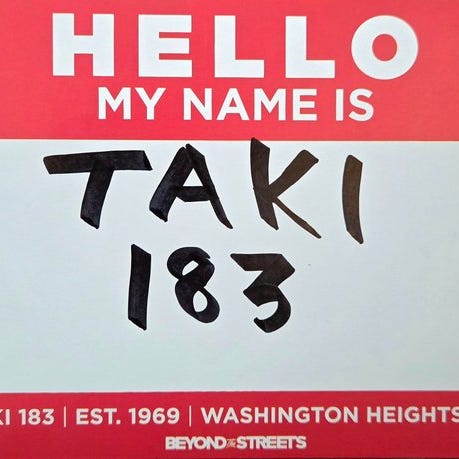 HELLO
MY NAME IS
TAKI
183
KI 183 | EST. 1969 | WASHINGTON HEIGHTS
BEYOND THE STREETS